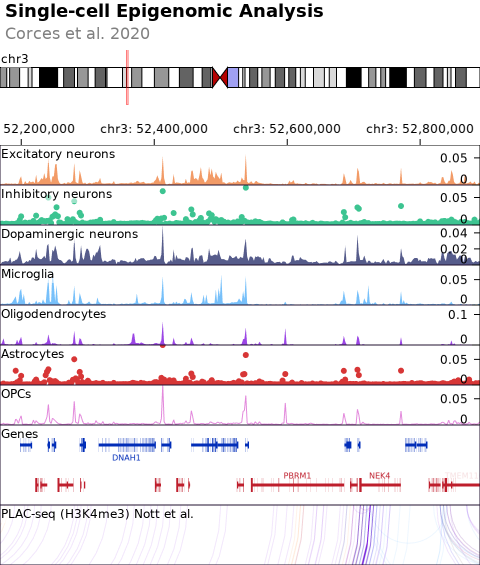 Single-cell Epigenomic Analysis
Corces et al. 2020
chr3
52,200,000 chr3: 52,400,000 chr3: 52,600,000 chr3: 52,800,000
Excitatory neurons 0.05
0
Inhibitory neurons 0.05
0
Dopaminergic neurons 0.04
0.02
0
Microglia 0.05
0
Oligodendrocytes 0.1
0
Astrocytes 0.05
0
OPCs 0.05
0
Genes
DNAH1
PBRM1 NEK4
PLAC-seq (H3K4me3) Nott et al.